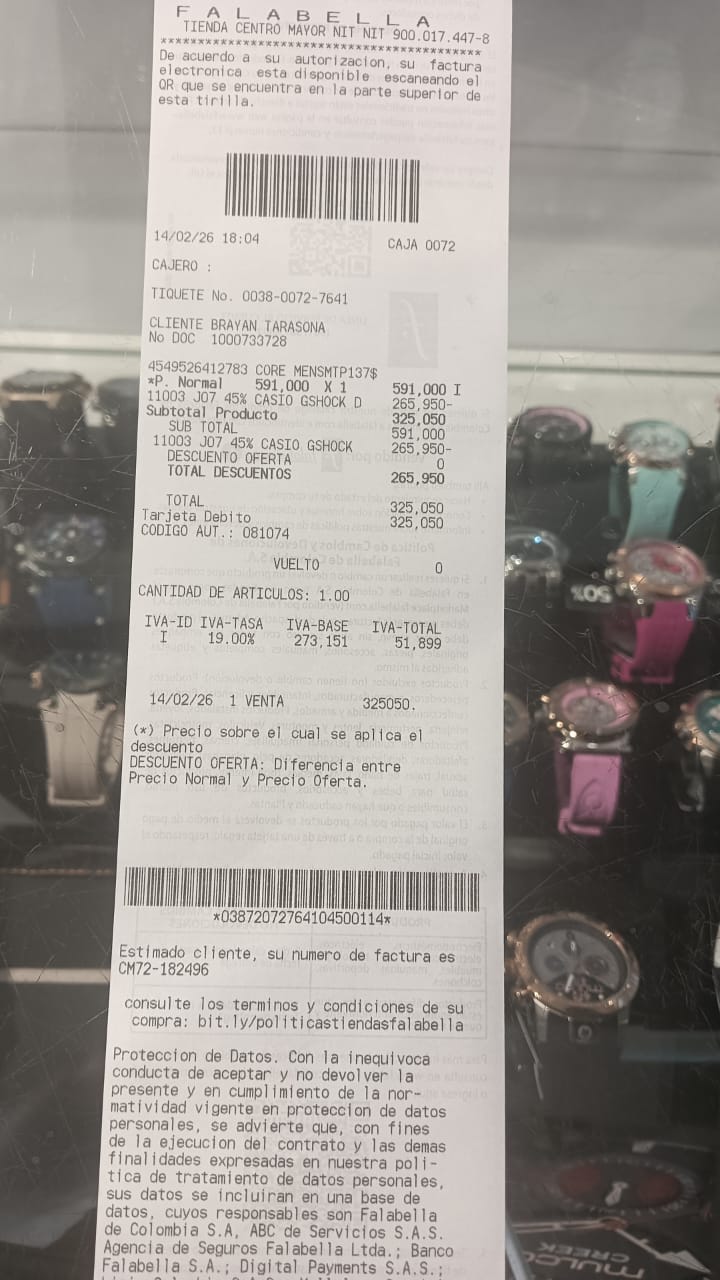 F A L A B E L L A
TIENDA CENTRO MAYOR NIT NIT 900.017.447-8
******************************************
De acuerdo a su autorizacion, su factura
electronica esta disponible escaneando el
QR que se encuentra en la parte superior de
esta tirilla.
14/02/26 18:04 CAJA 0072
CAJERO :
TIQUETE No. 0038-0072-7641
CLIENTE BRAYAN TARASONA
No DOC 1000733728
4549526412783 CORE MENSMTP137$
*P. Normal 591,000 X 1 591,000 I
11003 J07 45% CASIO GSHOCK D 265,950-
Subtotal Producto 325,050
SUB TOTAL 591,000
11003 J07 45% CASIO GSHOCK 265,950-
DESCUENTO OFERTA 0
TOTAL DESCUENTOS 265,950
TOTAL 325,050
Tarjeta Debito 325,050
CODIGO AUT.: 081074
VUELTO 0
CANTIDAD DE ARTICULOS: 1.00
IVA-ID IVA-TASA IVA-BASE IVA-TOTAL
I 19.00% 273,151 51,899
14/02/26 1 VENTA 325050.
(*) Precio sobre el cual se aplica el
descuento
DESCUENTO OFERTA: Diferencia entre
Precio Normal y Precio Oferta.
*03872072764104500114*
Estimado cliente, su numero de factura es
CM72-182496
consulte los terminos y condiciones de su
compra: bit.ly/politicastiendasfalabella
Proteccion de Datos. Con la inequivoca
conducta de aceptar y no devolver la
presente y en cumplimiento de la nor-
matividad vigente en proteccion de datos
personales, se advierte que, con fines
de la ejecucion del contrato y las demas
finalidades expresadas en nuestra poli-
tica de tratamiento de datos personales,
sus datos se incluiran en una base de
datos, cuyos responsables son Falabella
de Colombia S.A, ABC de Servicios S.A.S.
Agencia de Seguros Falabella Ltda.; Banco
Falabella S.A.; Digital Payments S.A.S.;
50%
MULCO
CREEK